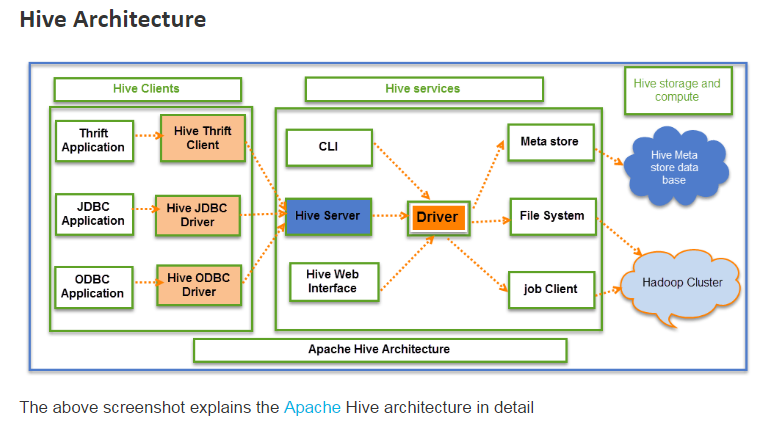 Hive Architecture
Hive Clients
Hive services
Hive storage and
compute
Thrift
Application
Hive Thrift
Client
CLI
Meta store
Hive Meta
store data
base
JDBC
Application
Hive JDBC
Driver
Hive Server
Driver
File System
ODBC
Application
Hive ODBC
Driver
Hive Web
Interface
job Client
Hadoop Cluster
Apache Hive Architecture
The above screenshot explains the Apache Hive architecture in detail